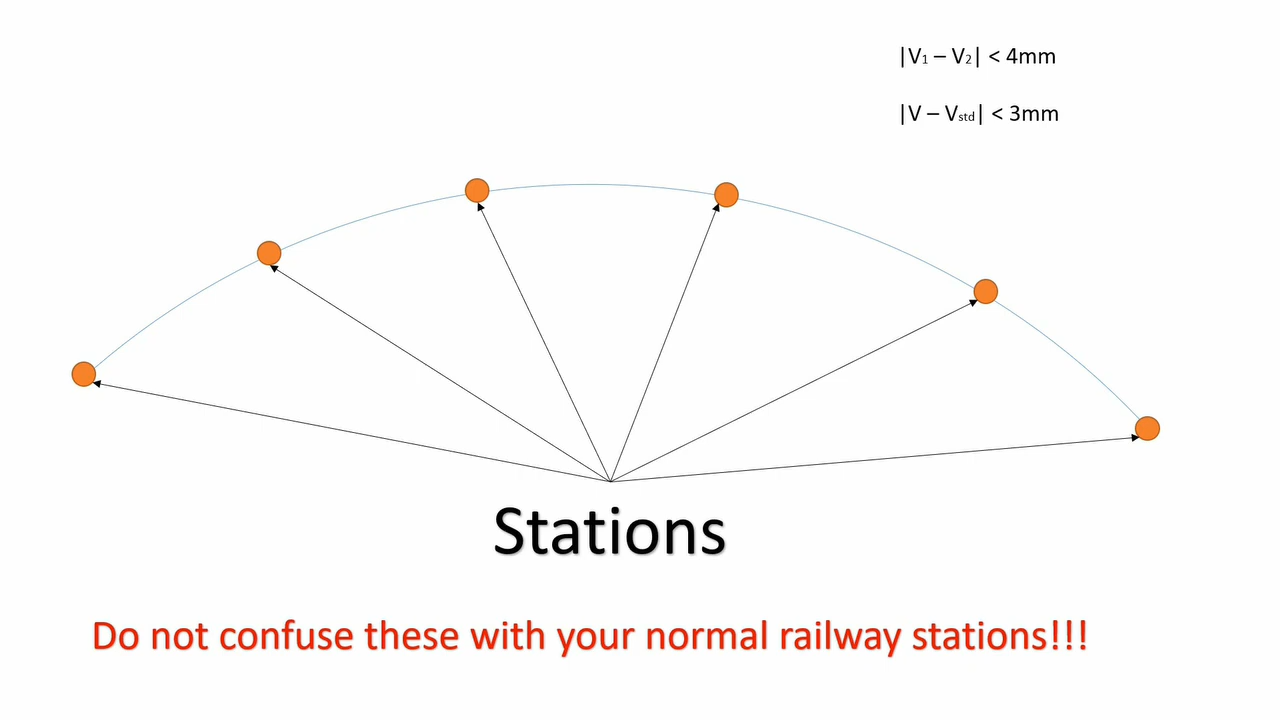 |V₁ – V₂| < 4mm
|V – Vstd| < 3mm
Stations
Do not confuse these with your normal railway stations!!!